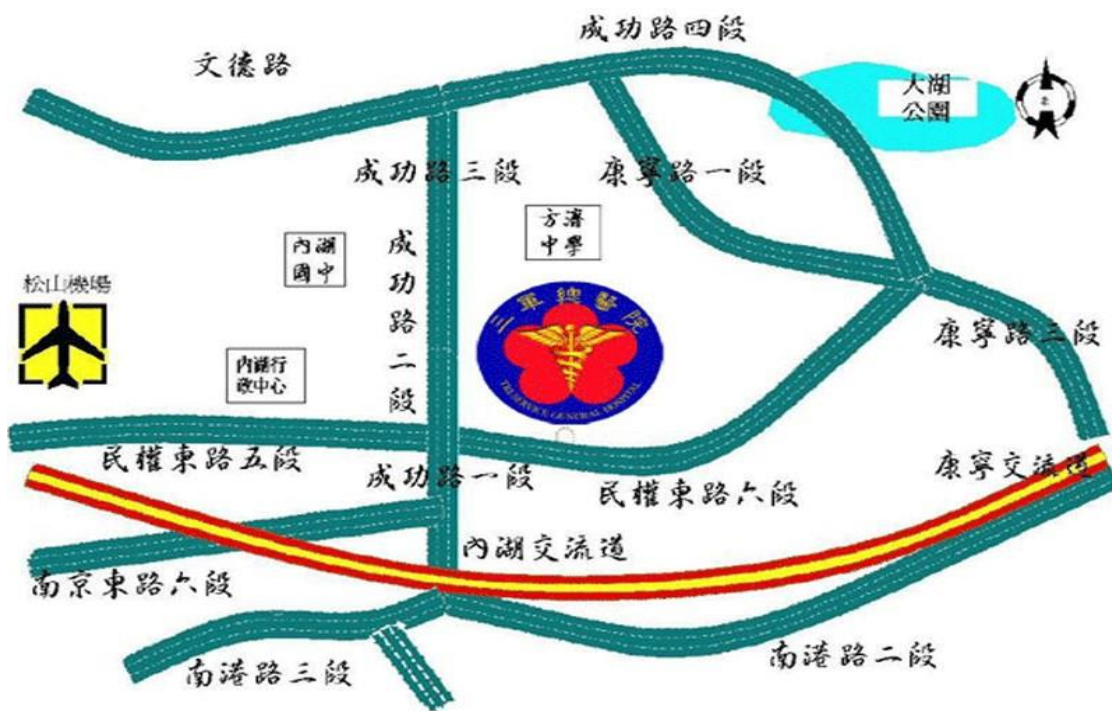 成功路四段
文德路
大湖
公園
北
成功路三段
康寧路一段
方濟
中學
內湖
國中
成功路二段
松山機場
三軍總醫院
TRI-SERVICE GENERAL HOSPITAL
康寧路三段
內湖行
政中心
民權東路五段
成功路一段
民權東路六段
康寧交流道
內湖交流道
南京東路六段
南港路三段
南港路二段